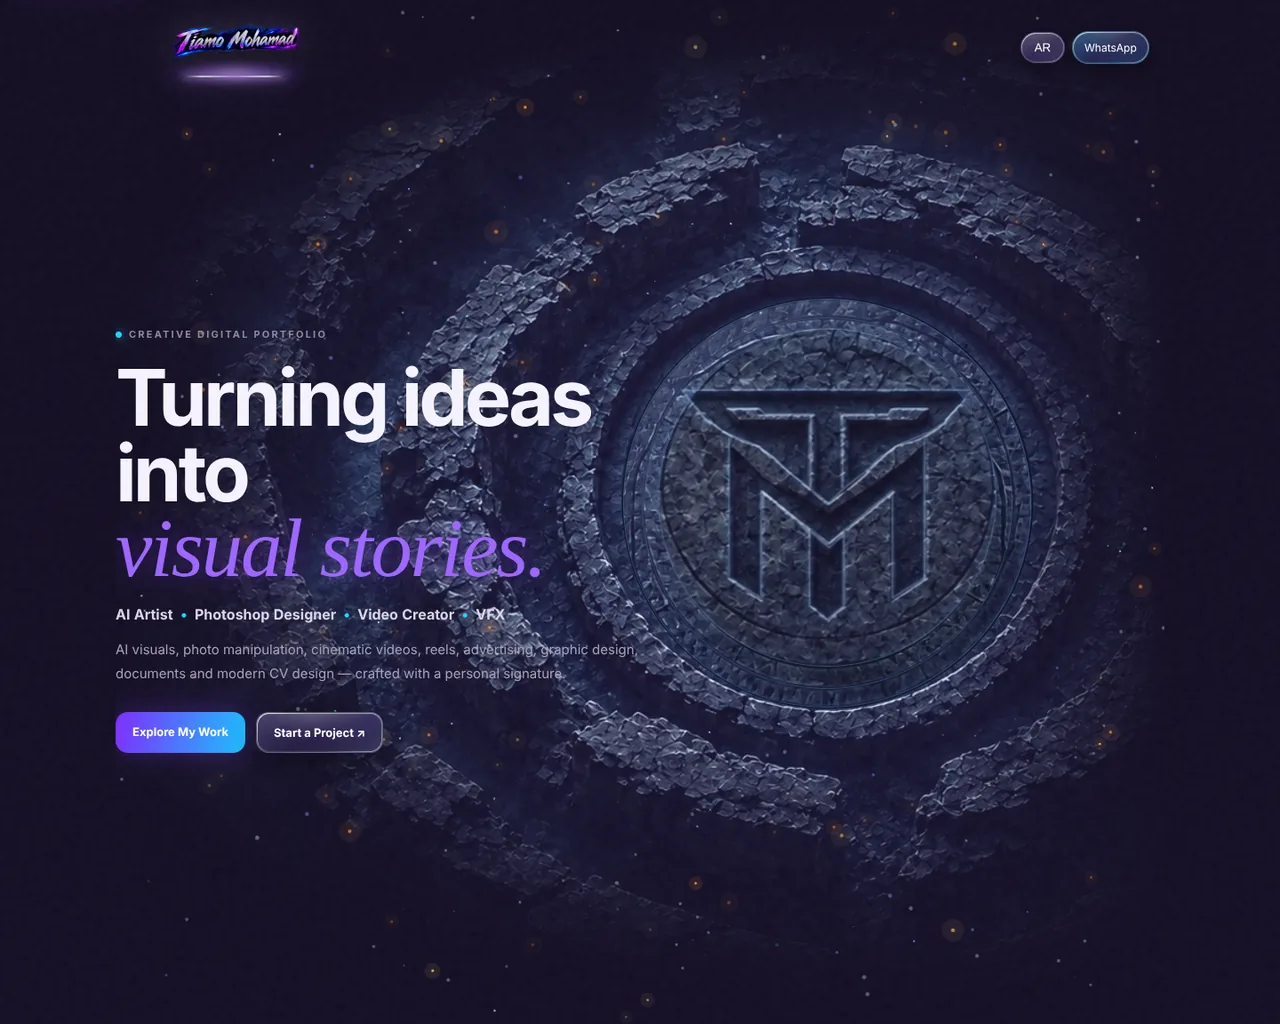 Tiamo Mohamad
AR
WhatsApp
CREATIVE DIGITAL PORTFOLIO
Turning ideas
into
visual stories.
AI Artist • Photoshop Designer • Video Creator • VFX
AI visuals, photo manipulation, cinematic videos, reels, advertising, graphic design,
documents and modern CV design — crafted with a personal signature.
Explore My Work
Start a Project ↗
TM